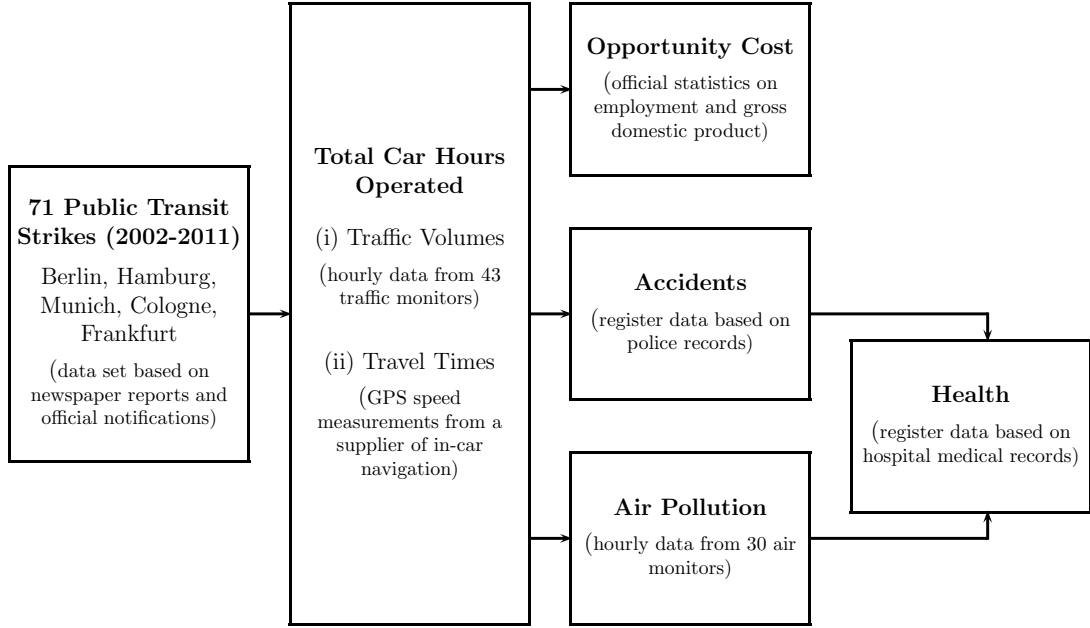 71 Public Transit
Strikes (2002-2011)
Berlin, Hamburg,
Munich, Cologne,
Frankfurt
(data set based on
newspaper reports and
official notifications)
Total Car Hours
Operated
(i) Traffic Volumes
(hourly data from 43
traffic monitors)
(ii) Travel Times
(GPS speed
measurements from a
supplier of in-car
navigation)
Opportunity Cost
(official statistics on
employment and gross
domestic product)
Accidents
(register data based on
police records)
Air Pollution
(hourly data from 30 air
monitors)
Health
(register data based on
hospital medical records)